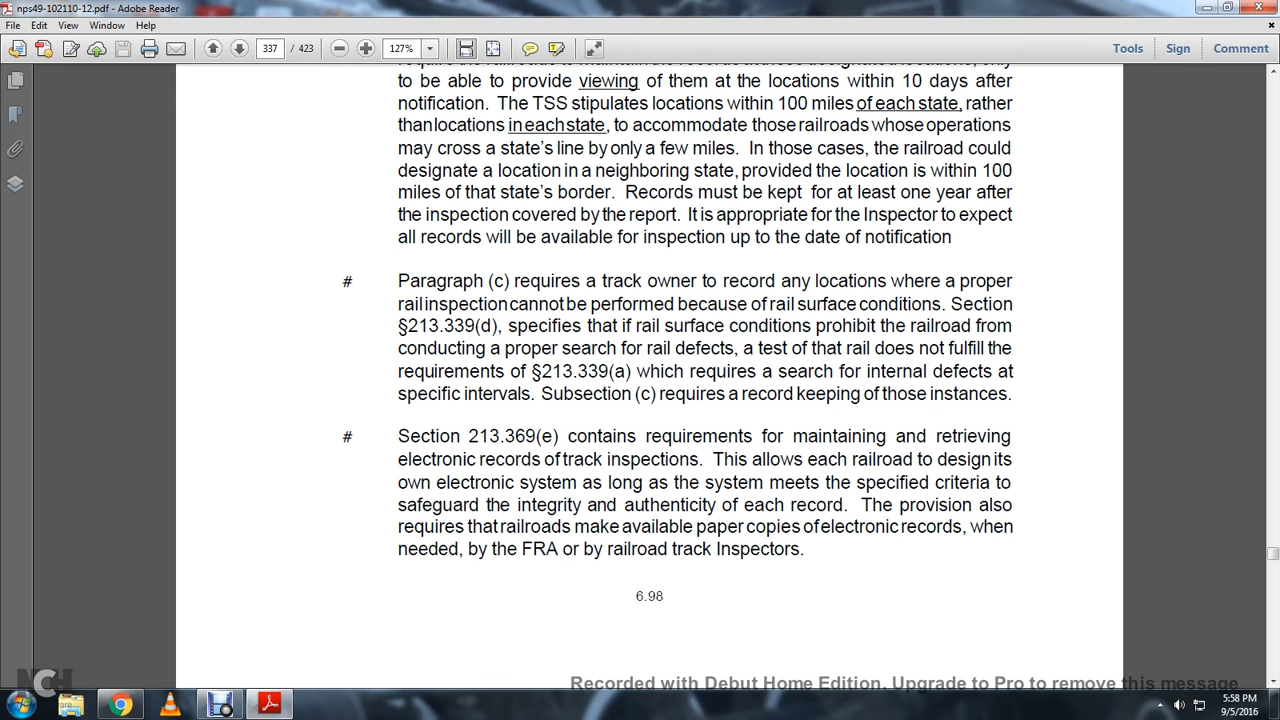 nps49-102110-12.pdf - Adobe Reader
File Edit View Window Help
337 / 423 127% Tools Sign Comment
to be able to provide viewing of them at the locations within 10 days after
notification. The TSS stipulates locations within 100 miles of each state, rather
than locations in each state, to accommodate those railroads whose operations
may cross a state's line by only a few miles. In those cases, the railroad could
designate a location in a neighboring state, provided the location is within 100
miles of that state's border. Records must be kept for at least one year after
the inspection covered by the report. It is appropriate for the Inspector to expect
all records will be available for inspection up to the date of notification
# Paragraph (c) requires a track owner to record any locations where a proper
rail inspection cannot be performed because of rail surface conditions. Section
§213.339(d), specifies that if rail surface conditions prohibit the railroad from
conducting a proper search for rail defects, a test of that rail does not fulfill the
requirements of §213.339(a) which requires a search for internal defects at
specific intervals. Subsection (c) requires a record keeping of those instances.
# Section 213.369(e) contains requirements for maintaining and retrieving
electronic records of track inspections. This allows each railroad to design its
own electronic system as long as the system meets the specified criteria to
safeguard the integrity and authenticity of each record. The provision also
requires that railroads make available paper copies of electronic records, when
needed, by the FRA or by railroad track Inspectors.
6.98
NCH
Recorded with Debut Home Edition. Upgrade to Pro to remove this message
5:58 PM
9/5/2016